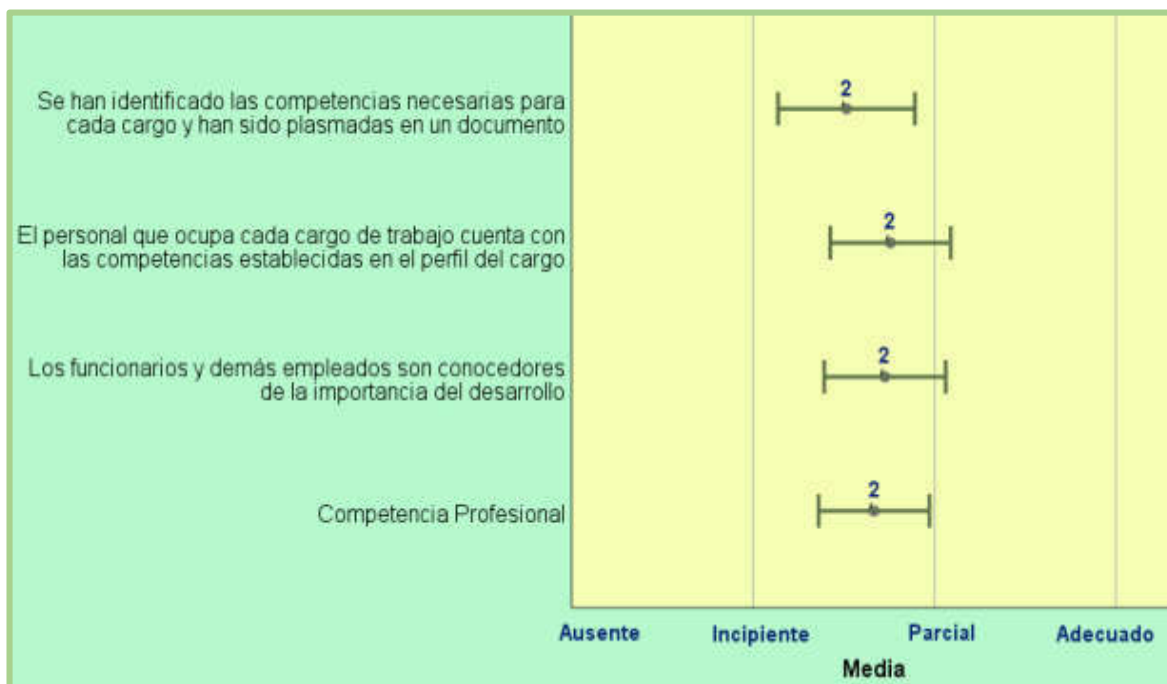 2
Se han identificado las competencias necesarias para
cada cargo y han sido plasmadas en un documento
2
El personal que ocupa cada cargo de trabajo cuenta con
las competencias establecidas en el perfil del cargo
2
Los funcionarios y demás empleados son conocedores
de la importancia del desarrollo
2
Competencia Profesional
Ausente Incipiente Parcial Adecuado
Media